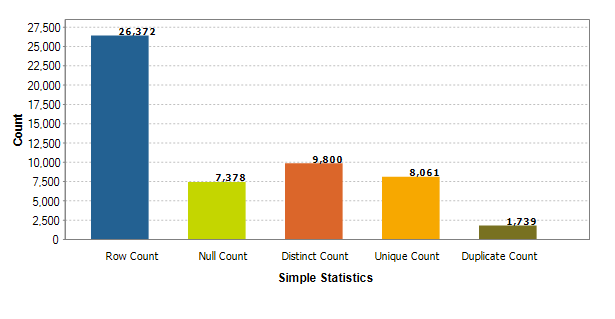 27,500
25,000
22,500
20,000
17,500
15,000
12,500
10,000
7,500
5,000
2,500
0
Count
26,372
7,378
9,800
8,061
1,739
Row Count
Null Count
Distinct Count
Unique Count
Duplicate Count
Simple Statistics